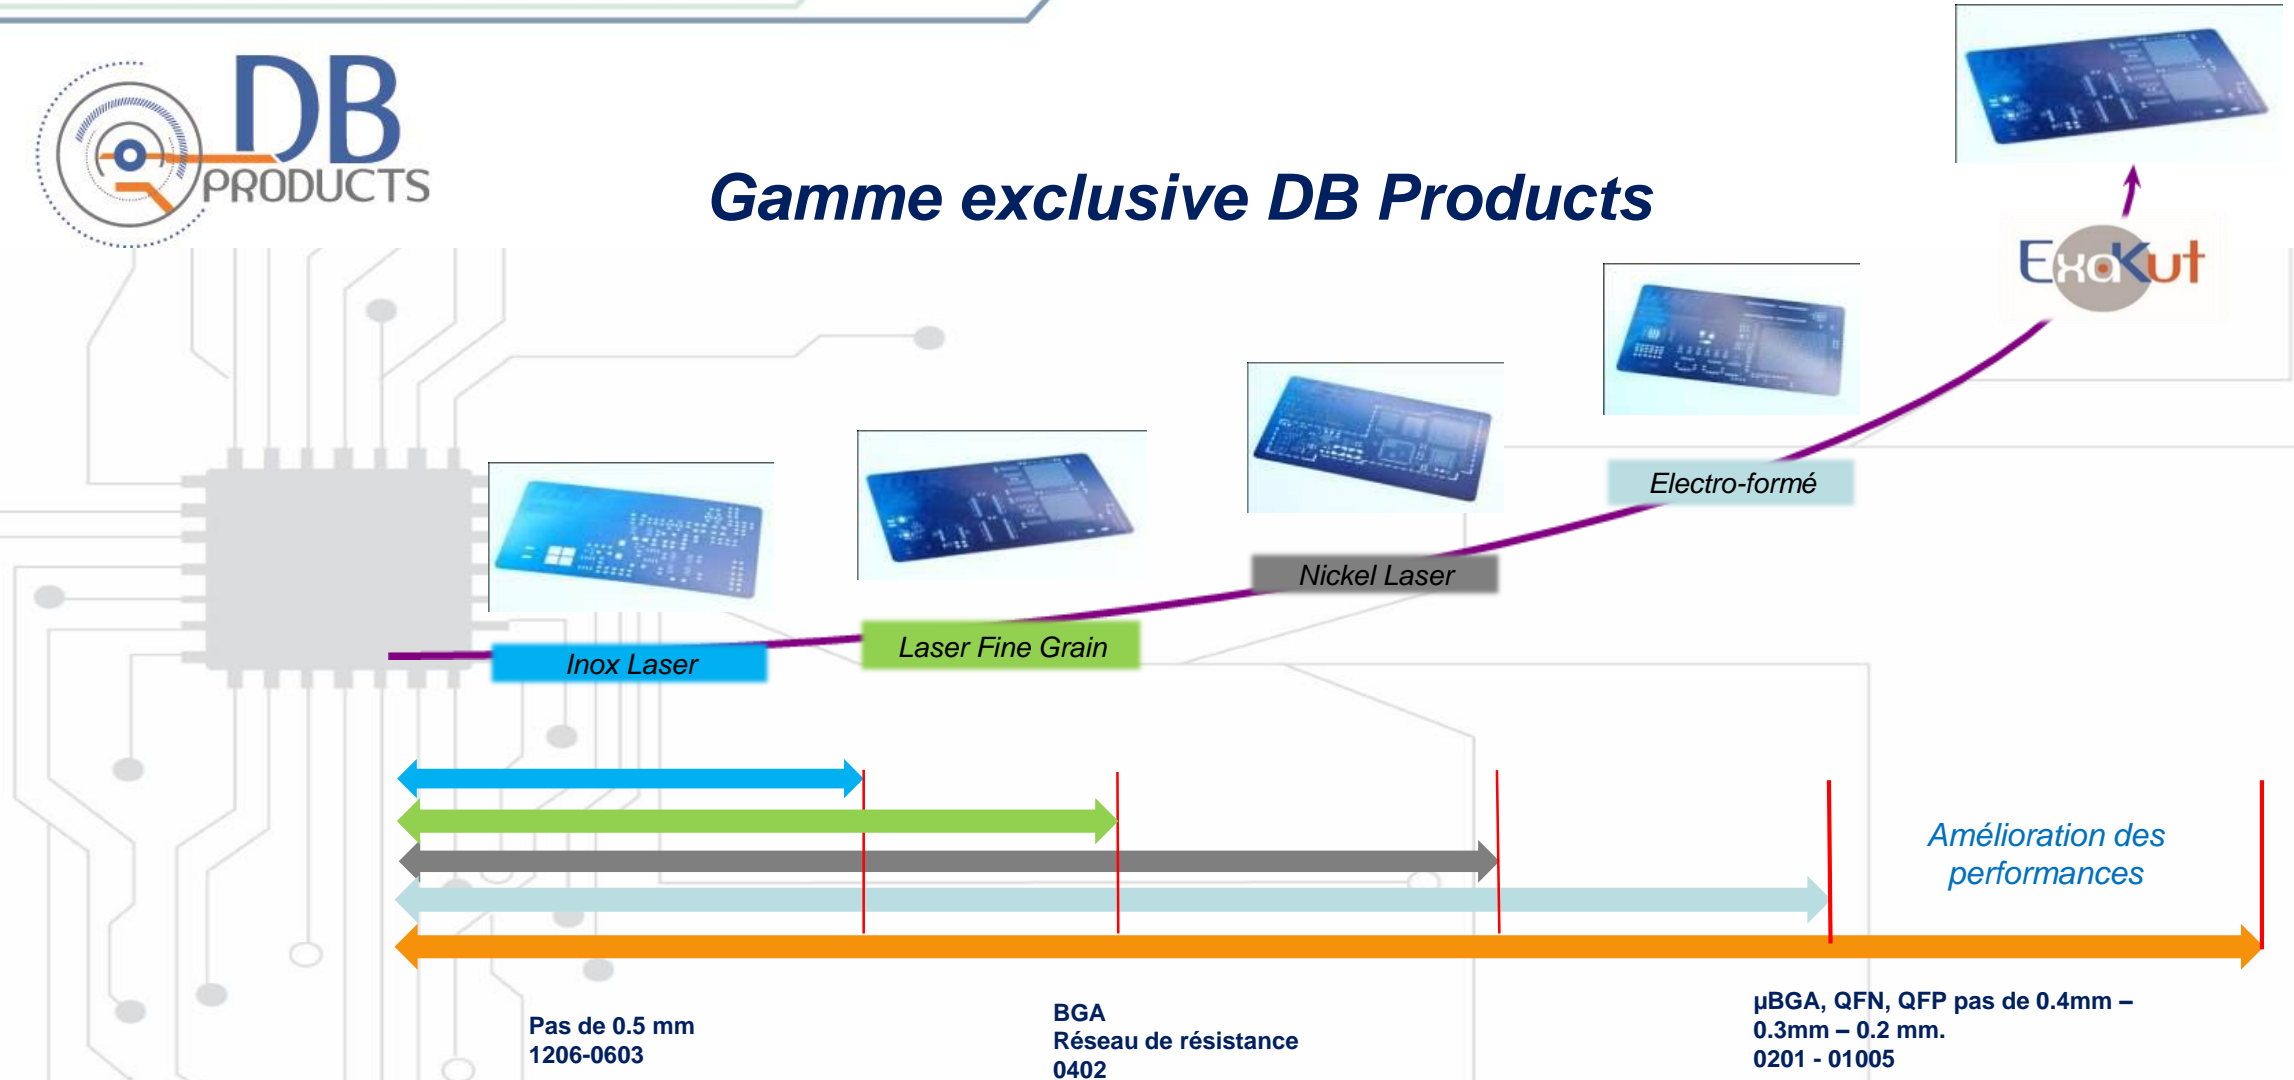 DB
PRODUCTS
Gamme exclusive DB Products
ExaKut
Electro-formé
Nickel Laser
Laser Fine Grain
Inox Laser
Amélioration des
performances
Pas de 0.5 mm
1206-0603
BGA
Réseau de résistance
0402
µBGA, QFN, QFP pas de 0.4mm –
0.3mm – 0.2 mm.
0201 - 01005